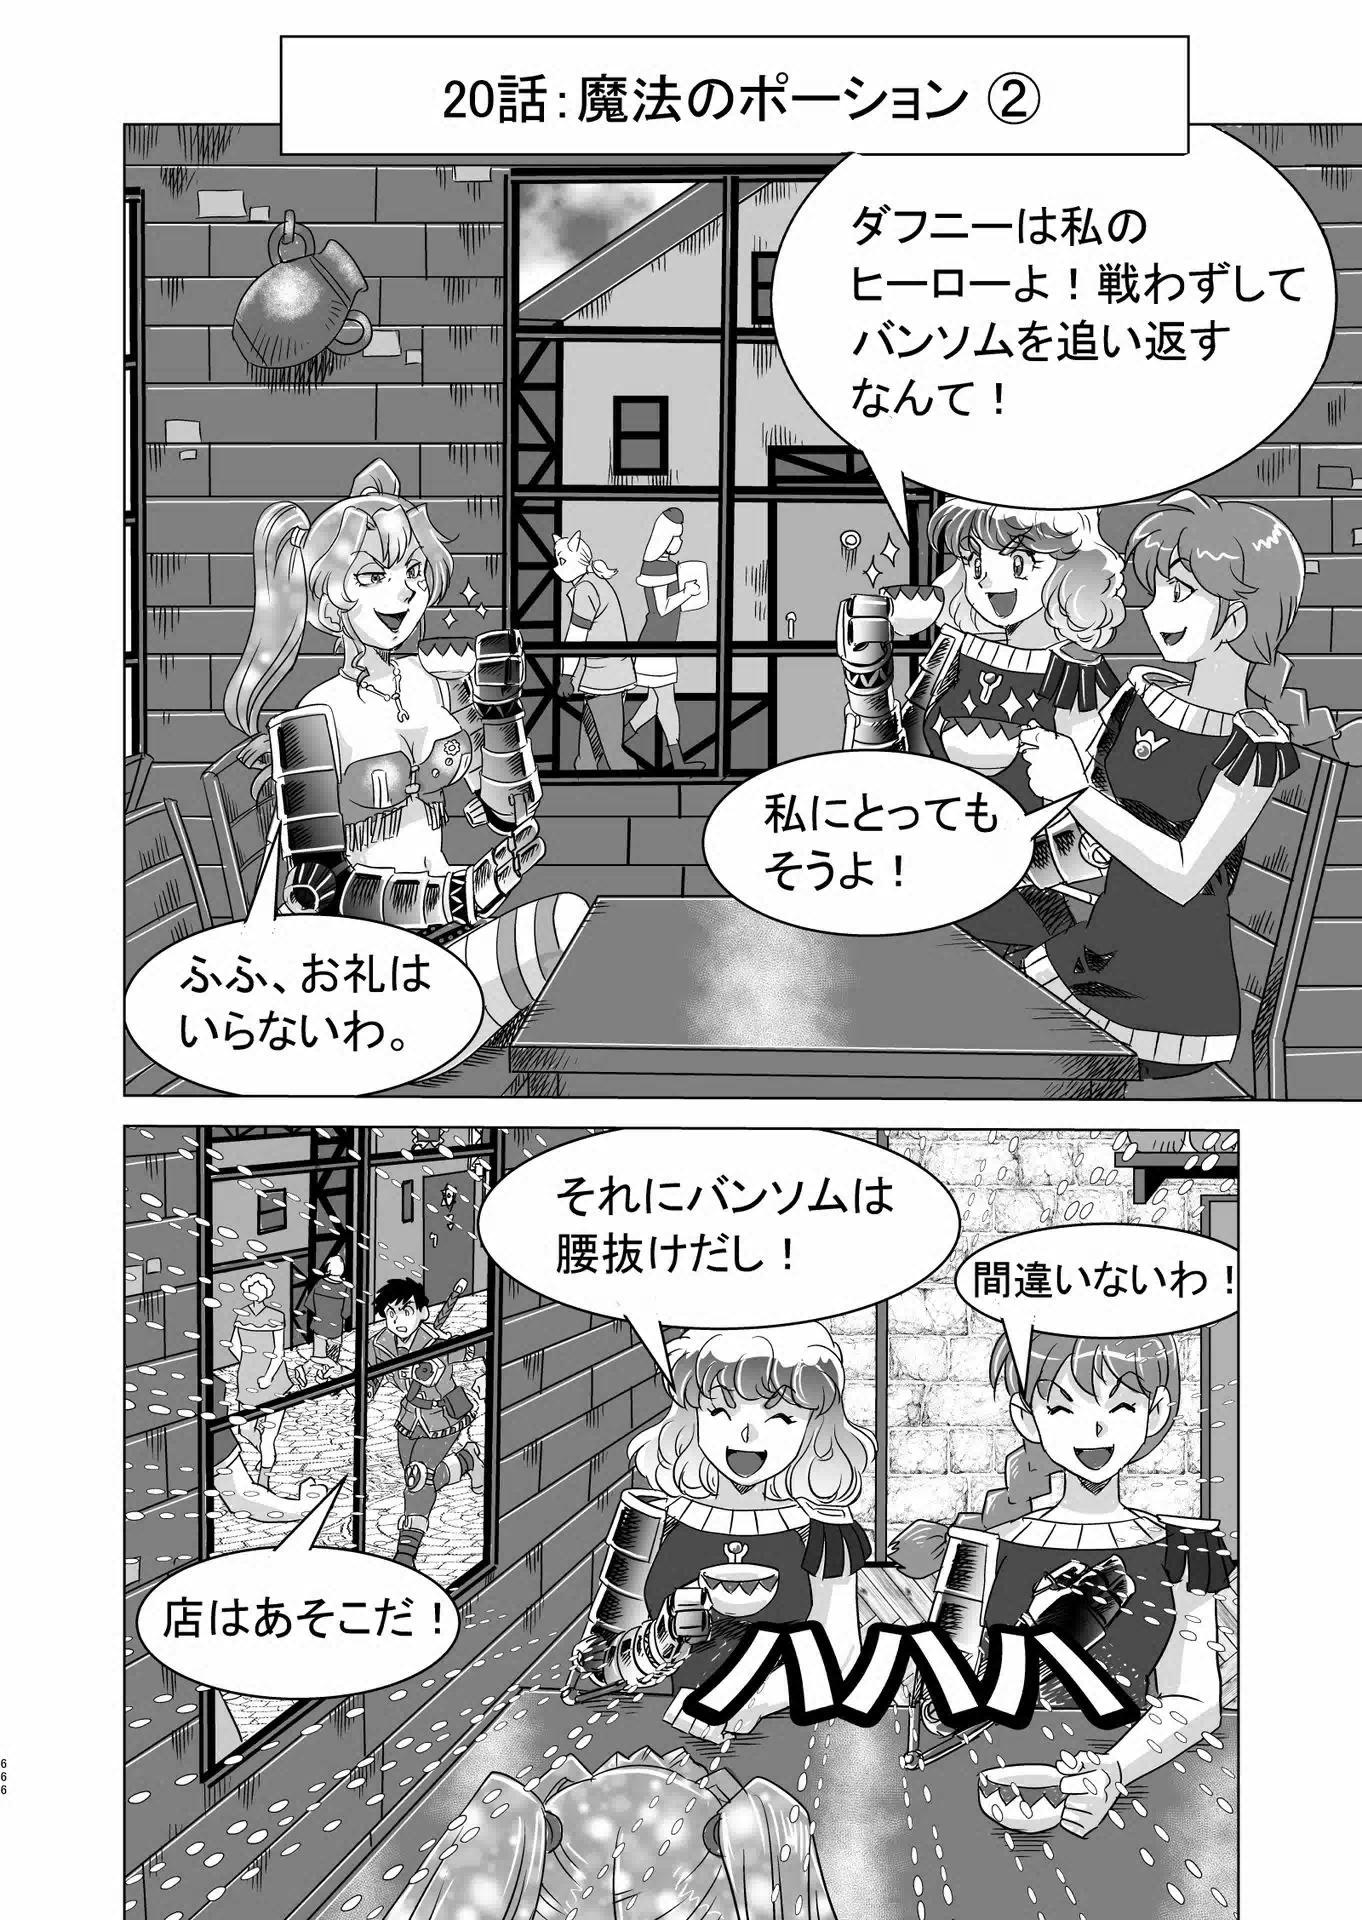 20話：魔法のポーション ②
ダフニーは私の
ヒーローよ！戦わずして
バンソムを追い返す
なんて！
私にとっても
そうよ！
ふふ、お礼は
いらないわ。
それにバンソムは
腰抜けだし！
間違いないわ！
店はあそこだ！
ハハハハ
666